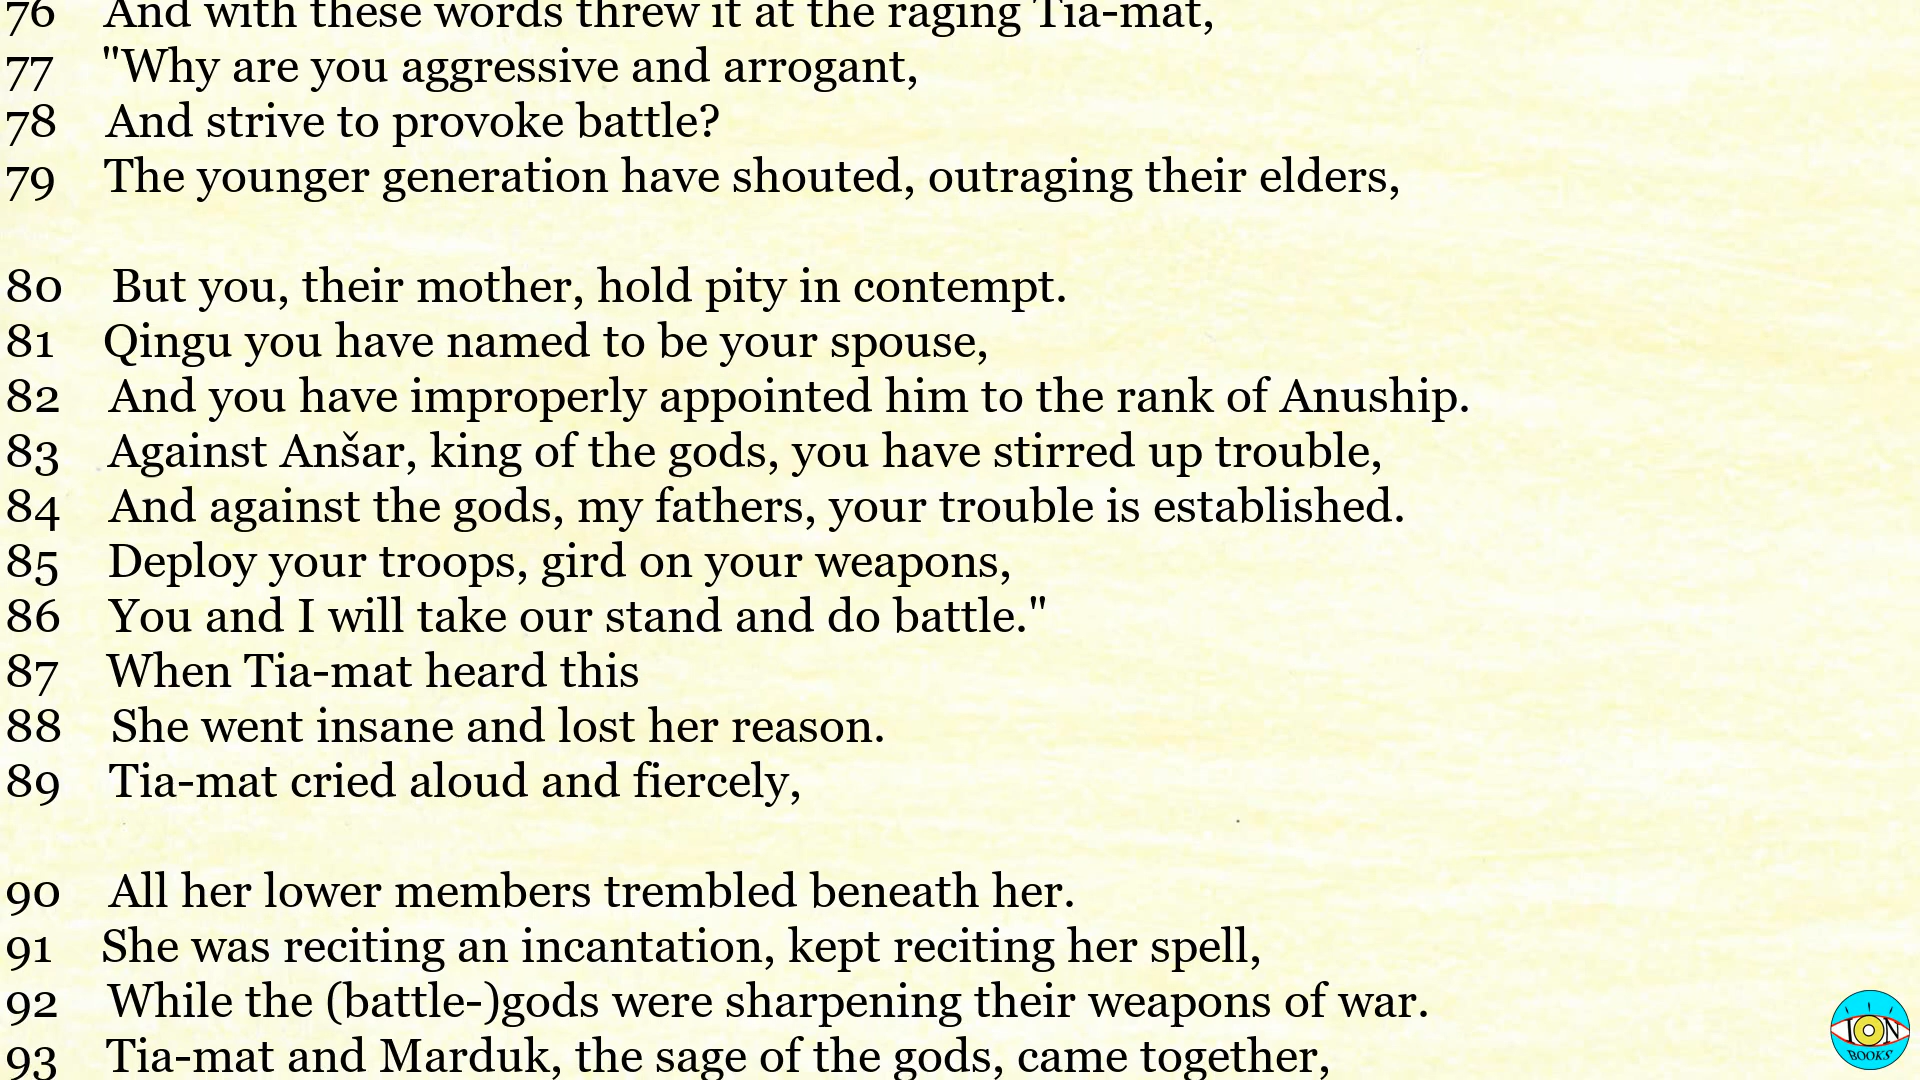 76 And with these words threw it at the raging Tia-mat,
77 "Why are you aggressive and arrogant,
78 And strive to provoke battle?
79 The younger generation have shouted, outraging their elders,
80 But you, their mother, hold pity in contempt.
81 Qingu you have named to be your spouse,
82 And you have improperly appointed him to the rank of Anuship.
83 Against Anšar, king of the gods, you have stirred up trouble,
84 And against the gods, my fathers, your trouble is established.
85 Deploy your troops, gird on your weapons,
86 You and I will take our stand and do battle."
87 When Tia-mat heard this
88 She went insane and lost her reason.
89 Tia-mat cried aloud and fiercely,
90 All her lower members trembled beneath her.
91 She was reciting an incantation, kept reciting her spell,
92 While the (battle-)gods were sharpening their weapons of war.
93 Tia-mat and Marduk, the sage of the gods, came together,
ION
BOOKS